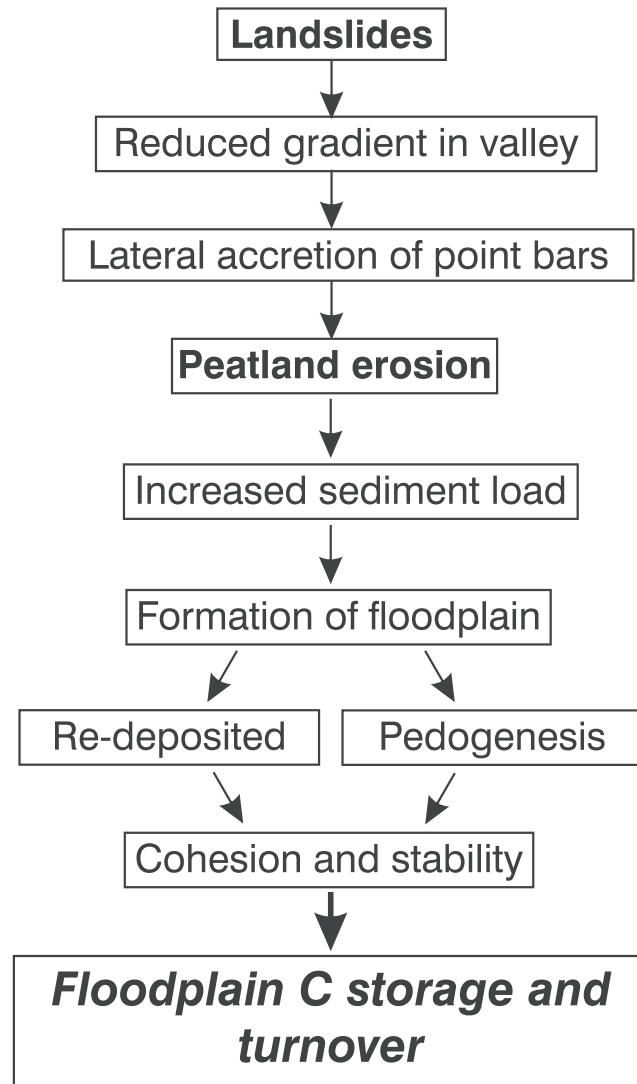 Landslides
Reduced gradient in valley
Lateral accretion of point bars
Peatland erosion
Increased sediment load
Formation of floodplain
Re-deposited
Pedogenesis
Cohesion and stability
Floodplain C storage and
turnover